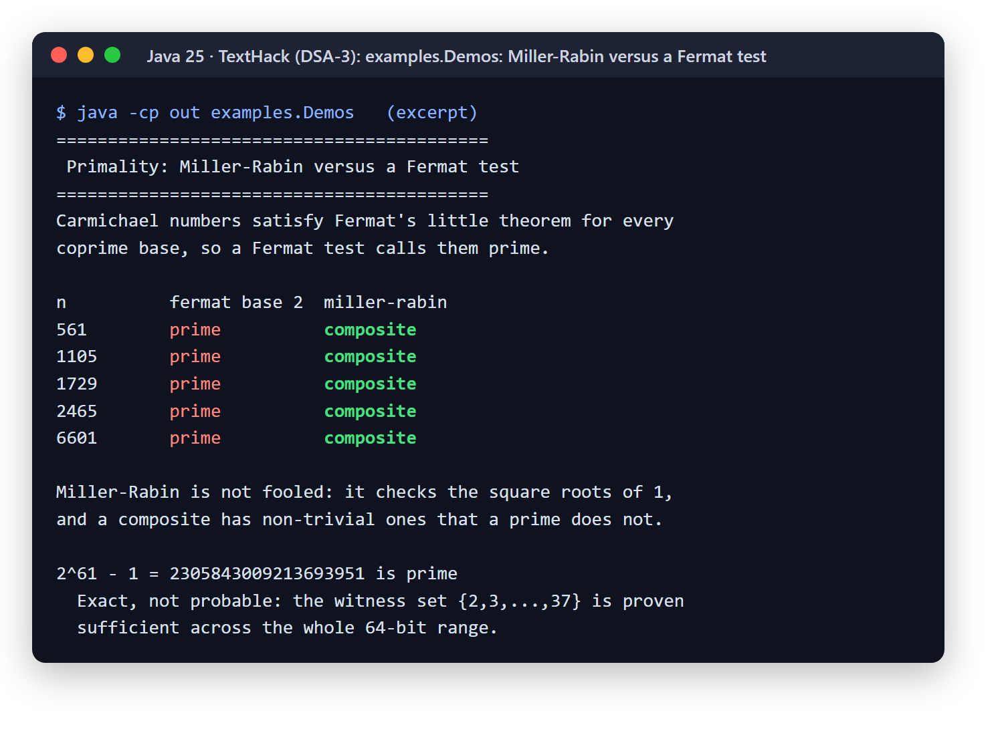 Java 25 · TextHack (DSA-3): examples.Demos: Miller-Rabin versus a Fermat test
$ java -cp out examples.Demos   (excerpt)
==========================================
 Primality: Miller-Rabin versus a Fermat test
==========================================
Carmichael numbers satisfy Fermat's little theorem for every
coprime base, so a Fermat test calls them prime.

n          fermat base 2  miller-rabin
561        prime          composite
1105       prime          composite
1729       prime          composite
2465       prime          composite
6601       prime          composite

Miller-Rabin is not fooled: it checks the square roots of 1,
and a composite has non-trivial ones that a prime does not.

2^61 - 1 = 2305843009213693951 is prime
  Exact, not probable: the witness set {2,3,...,37} is proven
  sufficient across the whole 64-bit range.